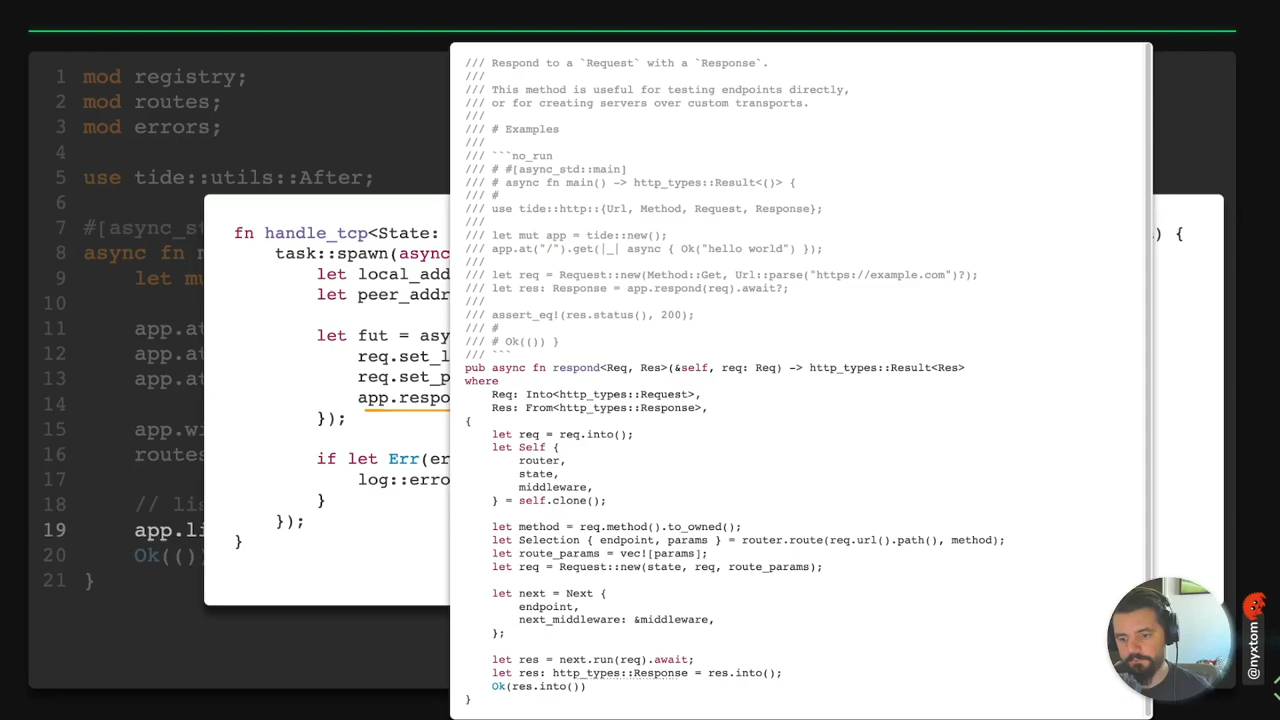 1 mod registry;
2 mod routes;
3 mod errors;
4
5 use tide::utils::After;
6
7 #[async_st
8 async fn m
9 let mu
10
11 app.at
12 app.at
13 app.at
14
15 app.wi
16 routes
17
18 // lis
19 app.li
20 Ok(())
21 }
fn handle_tcp<State:
) {
task::spawn(async
let local_add
let peer_addr
let fut = asy
req.set_l
req.set_p
app.respo
});
if let Err(er
log::erro
}
});
}
/// Respond to a `Request` with a `Response`.
///
/// This method is useful for testing endpoints directly,
/// or for creating servers over custom transports.
///
/// # Examples
///
/// ```no_run
/// # #[async_std::main]
/// # async fn main() -> http_types::Result<()> {
/// #
/// use tide::http::{Url, Method, Request, Response};
///
/// let mut app = tide::new();
/// app.at("/").get(|_| async { Ok("hello world") });
///
/// let req = Request::new(Method::Get, Url::parse("https://example.com")?);
/// let res: Response = app.respond(req).await?;
///
/// assert_eq!(res.status(), 200);
/// #
/// # Ok(()) }
/// ```
pub async fn respond<Req, Res>(&self, req: Req) -> http_types::Result<Res>
where
Req: Into<http_types::Request>,
Res: From<http_types::Response>,
{
let req = req.into();
let Self {
router,
state,
middleware,
} = self.clone();
let method = req.method().to_owned();
let Selection { endpoint, params } = router.route(req.url().path(), method);
let route_params = vec![params];
let req = Request::new(state, req, route_params);
let next = Next {
endpoint,
next_middleware: &middleware,
};
let res = next.run(req).await;
let res: http_types::Response = res.into();
Ok(res.into())
}
@nyxtom